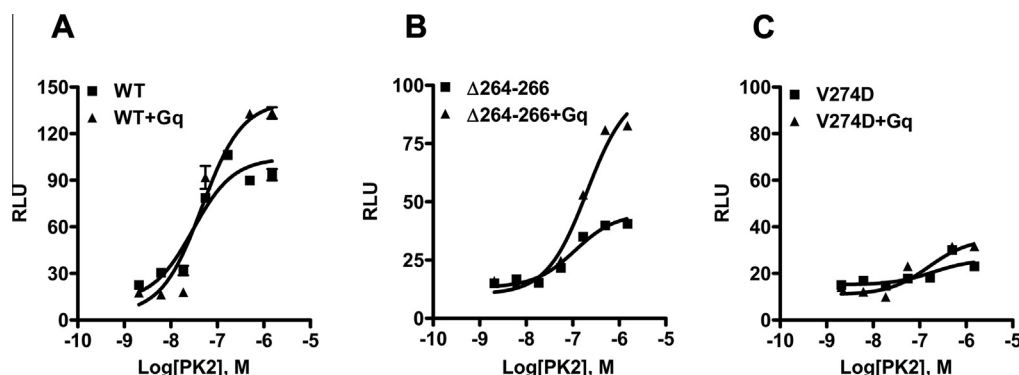 A
B
C
WT
WT+Gq
RLU
150
120
90
60
30
0
-10 -9 -8 -7 -6 -5
Log[PK2], M
Δ264-266
Δ264-266+Gq
RLU
100
75
50
25
0
-10 -9 -8 -7 -6 -5
Log[PK2], M
V274D
V274D+Gq
RLU
100
80
60
40
20
0
-10 -9 -8 -7 -6 -5
Log[PK2], M